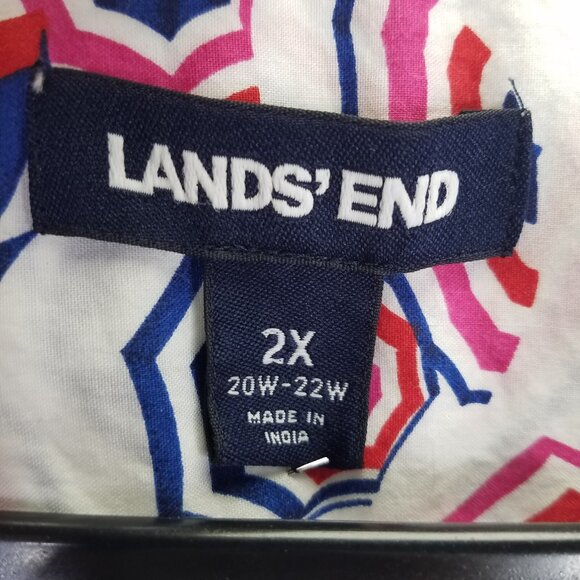 LANDS' END
2X
20W-22W
MADE IN
INDIA